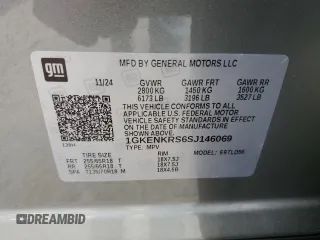 gm
MFD BY GENERAL MOTORS LLC
11/24 GVWR GAWR FRT GAWR RR
2800 KG 1450 KG 1600 KG
6173 LB 3196 LB 3527 LB
THIS VEHICLE CONFORMS TO ALL
APPLICABLE U.S. FEDERAL MOTOR
VEHICLE SAFETY STANDARDS IN EFFECT ON
THE DATE OF MANUFACTURE SHOWN ABOVE.
1GKENKRS6SJ146069
TYPE: MPV
MODEL:
TIRE SIZE RIM
FRT 255/65R18 T 18X7.5J
RR 255/65R18 T 18X7.5J
SPA 18X4.5B
REPAIRED BID